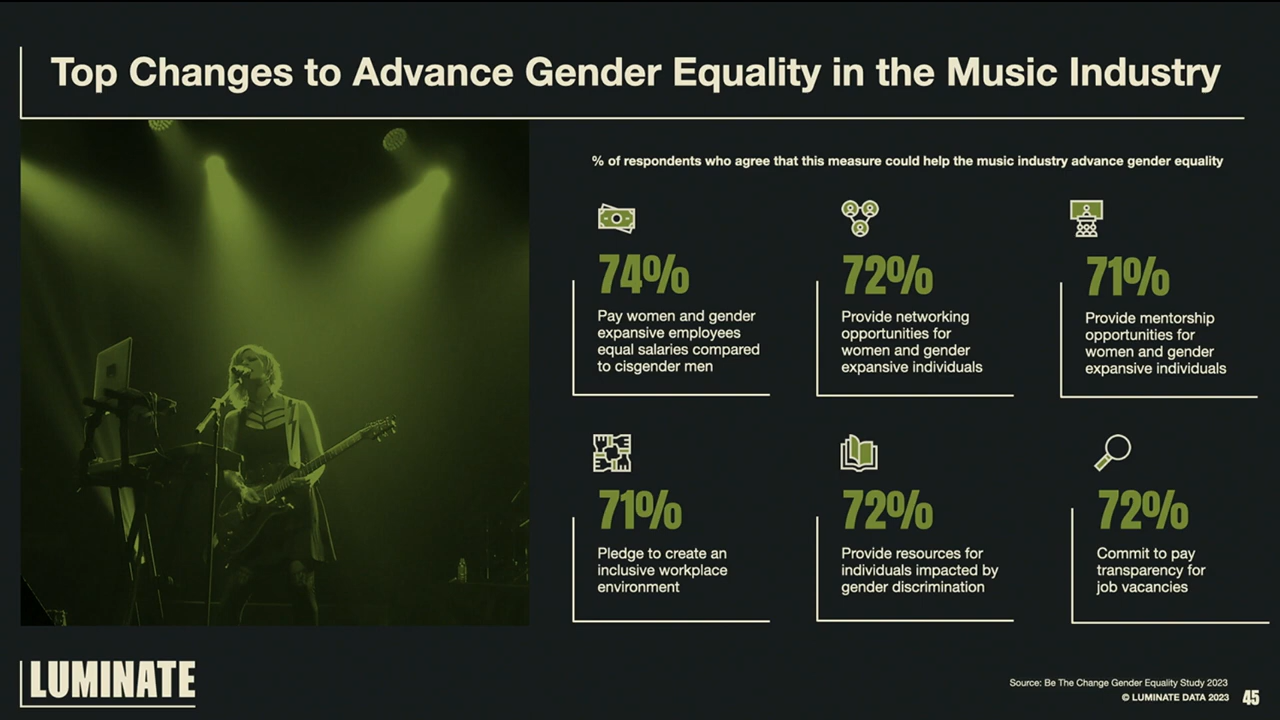 Top Changes to Advance Gender Equality in the Music Industry
% of respondents who agree that this measure could help the music industry advance gender equality
74%
Pay women and gender
expansive employees
equal salaries compared
to cisgender men
72%
Provide networking
opportunities for
women and gender
expansive individuals
71%
Provide mentorship
opportunities for
women and gender
expansive individuals
71%
Pledge to create an
inclusive workplace
environment
72%
Provide resources for
individuals impacted by
gender discrimination
72%
Commit to pay
transparency for
job vacancies
LUMINATE
Source: Be The Change Gender Equality Study 2023
© LUMINATE DATA 2023 45